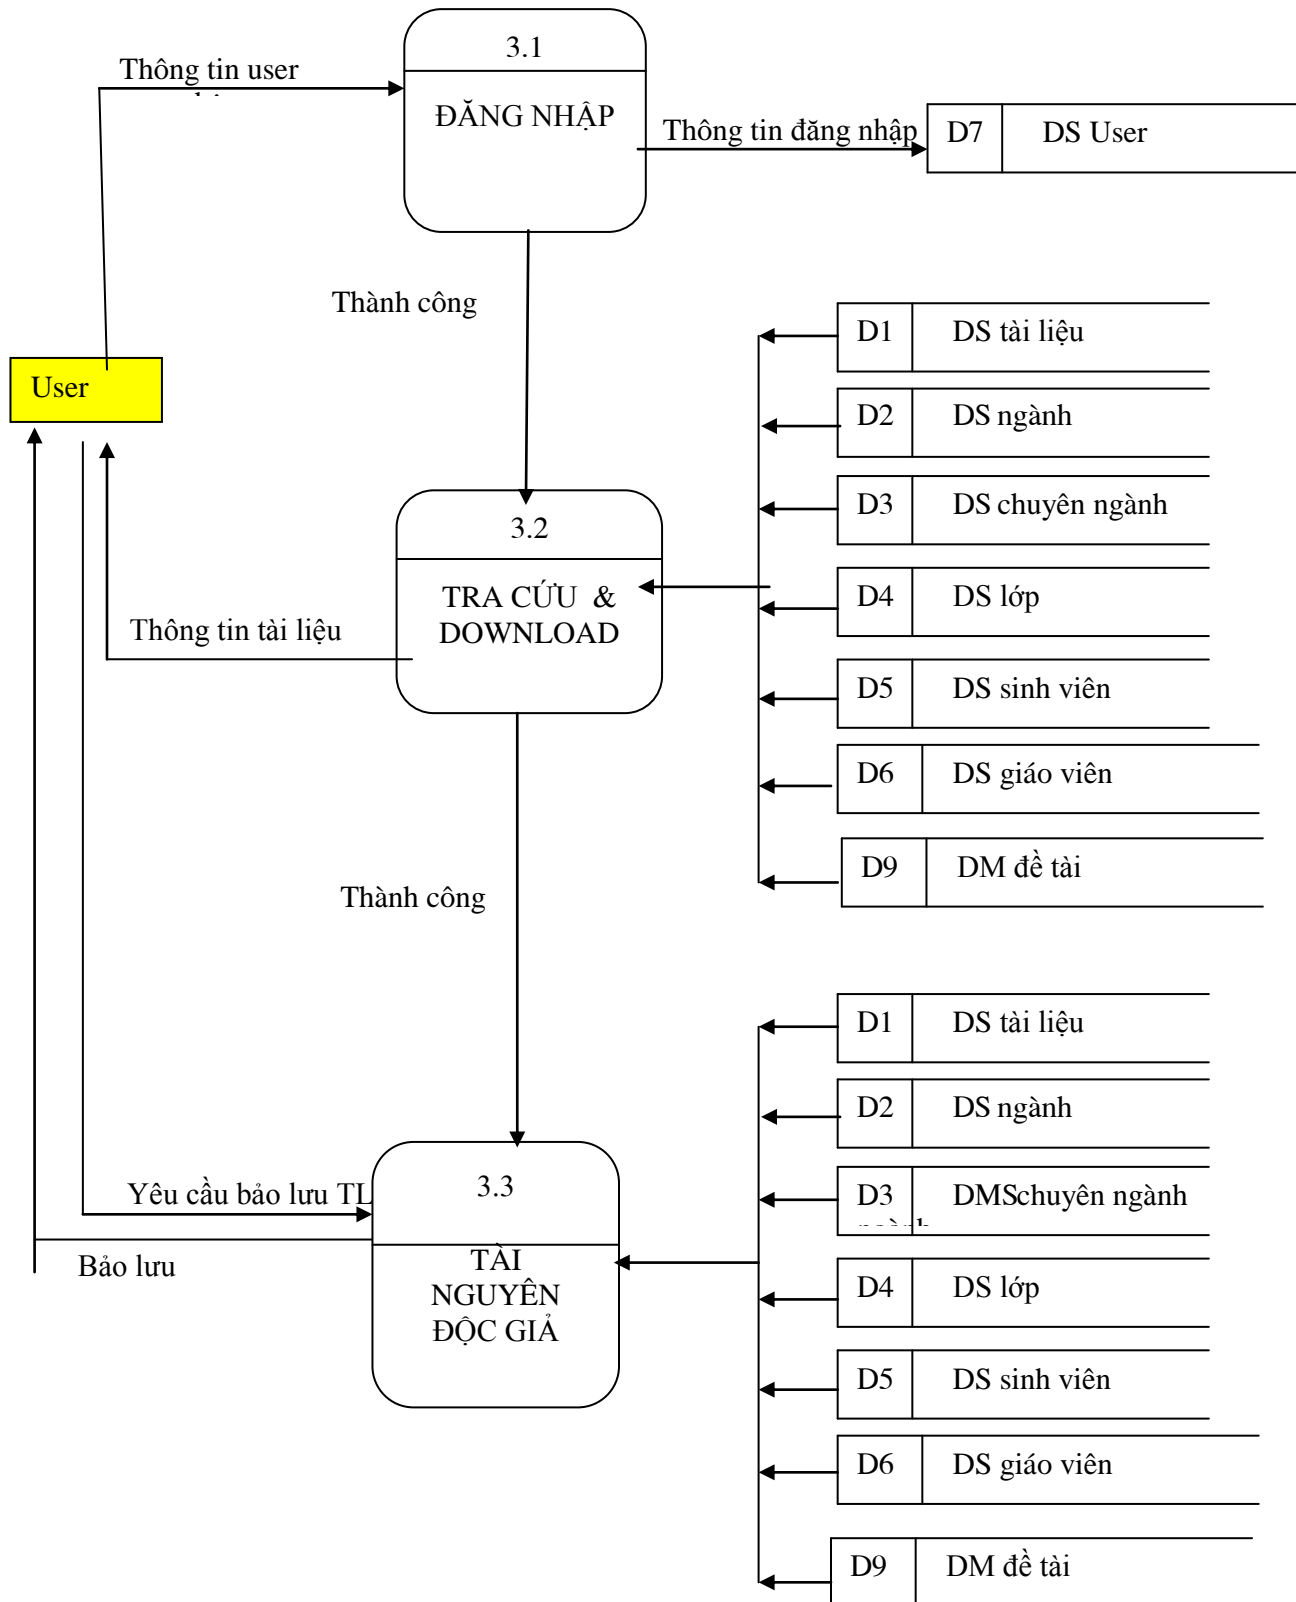 3.1
Thông tin user
ĐĂNG NHẬP
Thông tin đăng nhập
D7 DS User
Thành công
D1 DS tài liệu
User
D2 DS ngành
D3 DS chuyên ngành
3.2
TRA CỨU &
DOWNLOAD
D4 DS lớp
Thông tin tài liệu
D5 DS sinh viên
D6 DS giáo viên
D9 DM đề tài
Thành công
D1 DS tài liệu
D2 DS ngành
3.3
Yêu cầu bảo lưu TL
D3 DMSchuyên ngành
Bảo lưu
TÀI
NGUYÊN
ĐỘC GIẢ
D4 DS lớp
D5 DS sinh viên
D6 DS giáo viên
D9 DM đề tài